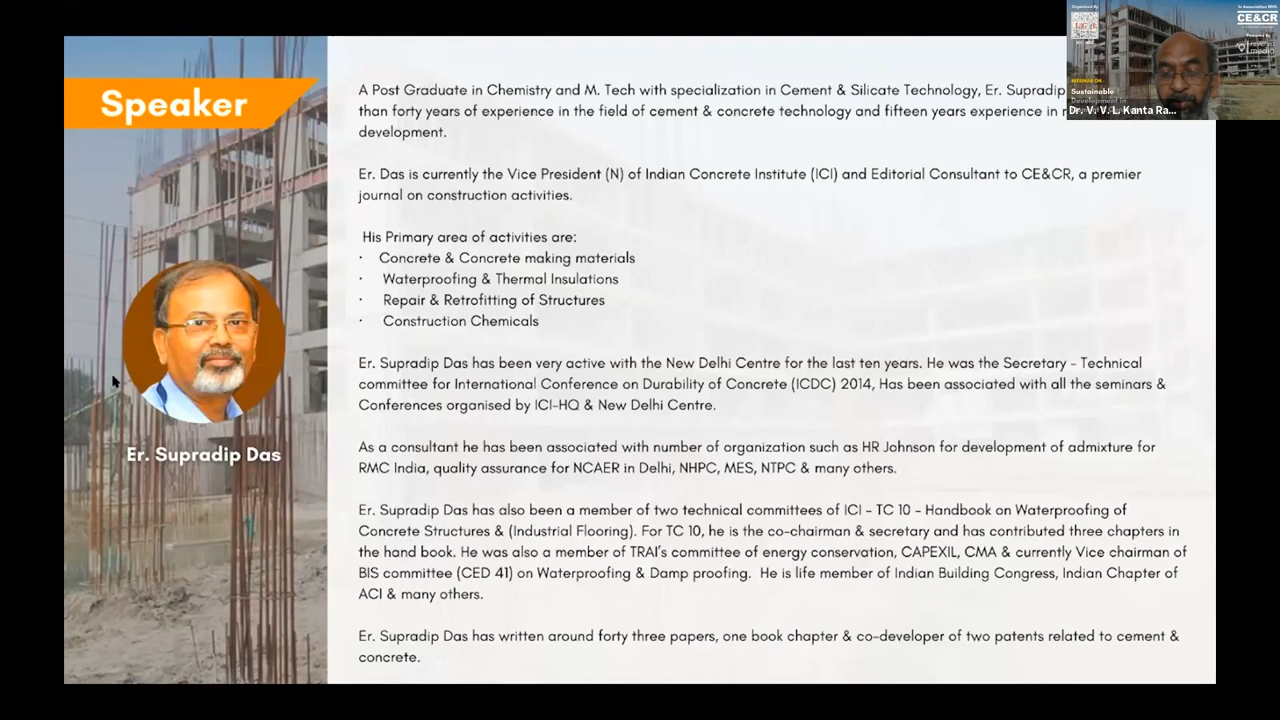 Speaker
Er. Supradip Das
A Post Graduate in Chemistry and M. Tech with specialization in Cement & Silicate Technology, Er. Supradip
than forty years of experience in the field of cement & concrete technology and fifteen years experience in
development.
Er. Das is currently the Vice President (N) of Indian Concrete Institute (ICI) and Editorial Consultant to CE&CR, a premier
journal on construction activities.
His Primary area of activities are:
· Concrete & Concrete making materials
· Waterproofing & Thermal Insulations
· Repair & Retrofitting of Structures
· Construction Chemicals
Er. Supradip Das has been very active with the New Delhi Centre for the last ten years. He was the Secretary - Technical
committee for International Conference on Durability of Concrete (ICDC) 2014, Has been associated with all the seminars &
Conferences organised by ICI-HQ & New Delhi Centre.
As a consultant he has been associated with number of organization such as HR Johnson for development of admixture for
RMC India, quality assurance for NCAER in Delhi, NHPC, MES, NTPC & many others.
Er. Supradip Das has also been a member of two technical committees of ICI - TC 10 - Handbook on Waterproofing of
Concrete Structures & (Industrial Flooring). For TC 10, he is the co-chairman & secretary and has contributed three chapters in
the hand book. He was also a member of TRAI's committee of energy conservation, CAPEXIL, CMA & currently Vice chairman of
BIS committee (CED 41) on Waterproofing & Damp proofing. He is life member of Indian Building Congress, Indian Chapter of
ACI & many others.
Er. Supradip Das has written around forty three papers, one book chapter & co-developer of two patents related to cement &
concrete.
Organised By
In Association With
CE&CR
Powered By
media
WEBINAR ON
Sustainable
Development in
Dr. V. V. L. Kanta Ra...